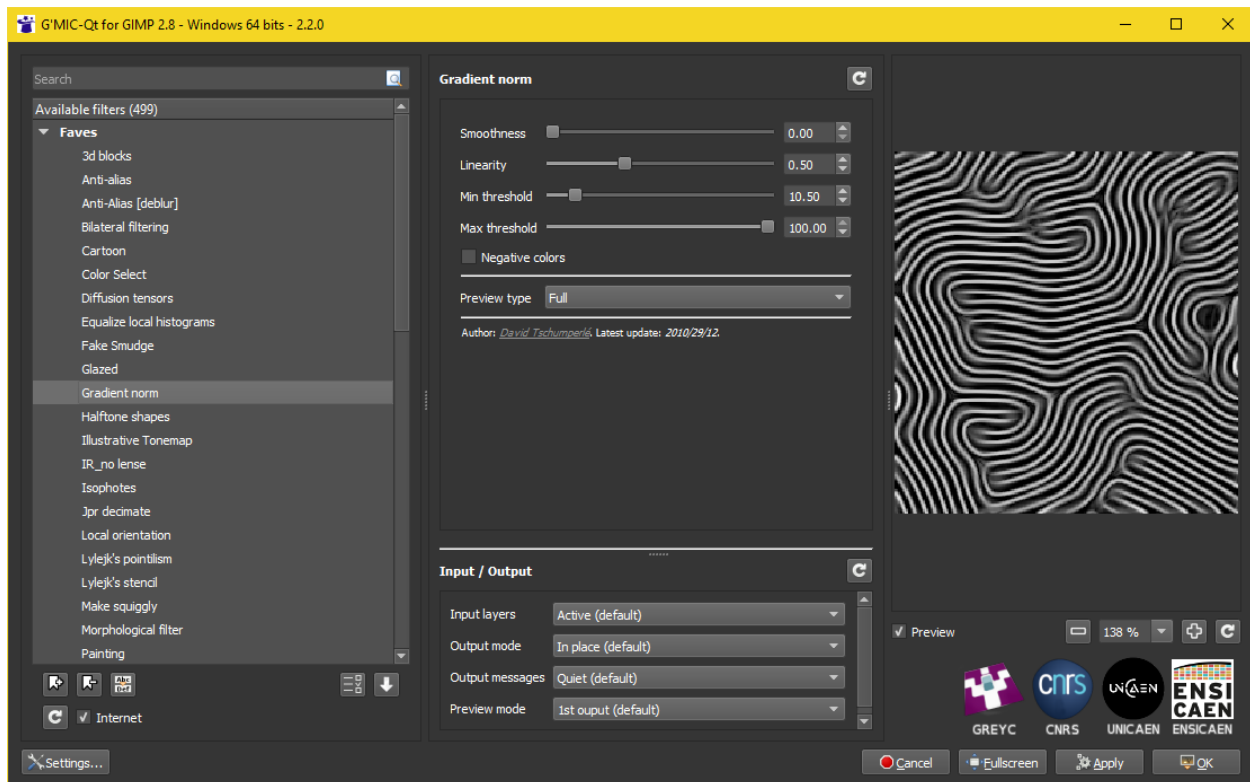 G'MIC-Qt for GIMP 2.8 - Windows 64 bits - 2.2.0
Search
Available filters (499)
Faves
3d blocks
Anti-alias
Anti-Alias [deblur]
Bilateral filtering
Cartoon
Color Select
Diffusion tensors
Equalize local histograms
Fake Smudge
Glazed
Gradient norm
Halftone shapes
Illustrative Tonemap
IR_no lense
Isophotes
Jpr decimate
Local orientation
Lylejk's pointilism
Lylejk's stencil
Make squiggly
Morphological filter
Painting
Abc
Def
Internet
Settings...
Gradient norm
Smoothness 0.00
Linearity 0.50
Min threshold 10.50
Max threshold 100.00
Negative colors
Preview type Full
Author: David Tschumperlé. Latest update: 2010/29/12.
Input / Output
Input layers Active (default)
Output mode In place (default)
Output messages Quiet (default)
Preview mode 1st ouput (default)
Preview 138 %
GREYC
cnrs
CNRS
UNICAEN
UNICAEN
ENSI
CAEN
ENSICAEN
Cancel Fullscreen Apply OK